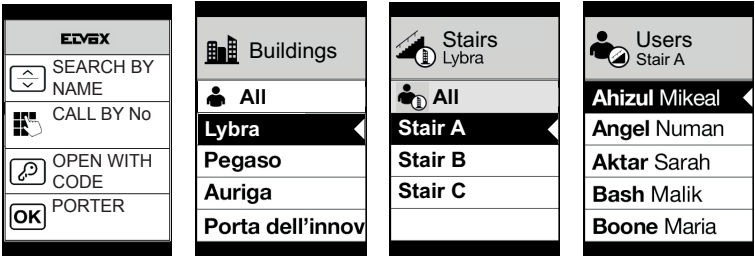 ELVOX
SEARCH BY
NAME
CALL BY No
OPEN WITH
CODE
OK
PORTER
Buildings
All
Lybra
Pegaso
Auriga
Porta dell'innov
Stairs
Lybra
All
Stair A
Stair B
Stair C
Users
Stair A
Ahizul Mikeal
Angel Numan
Aktar Sarah
Bash Malik
Boone Maria